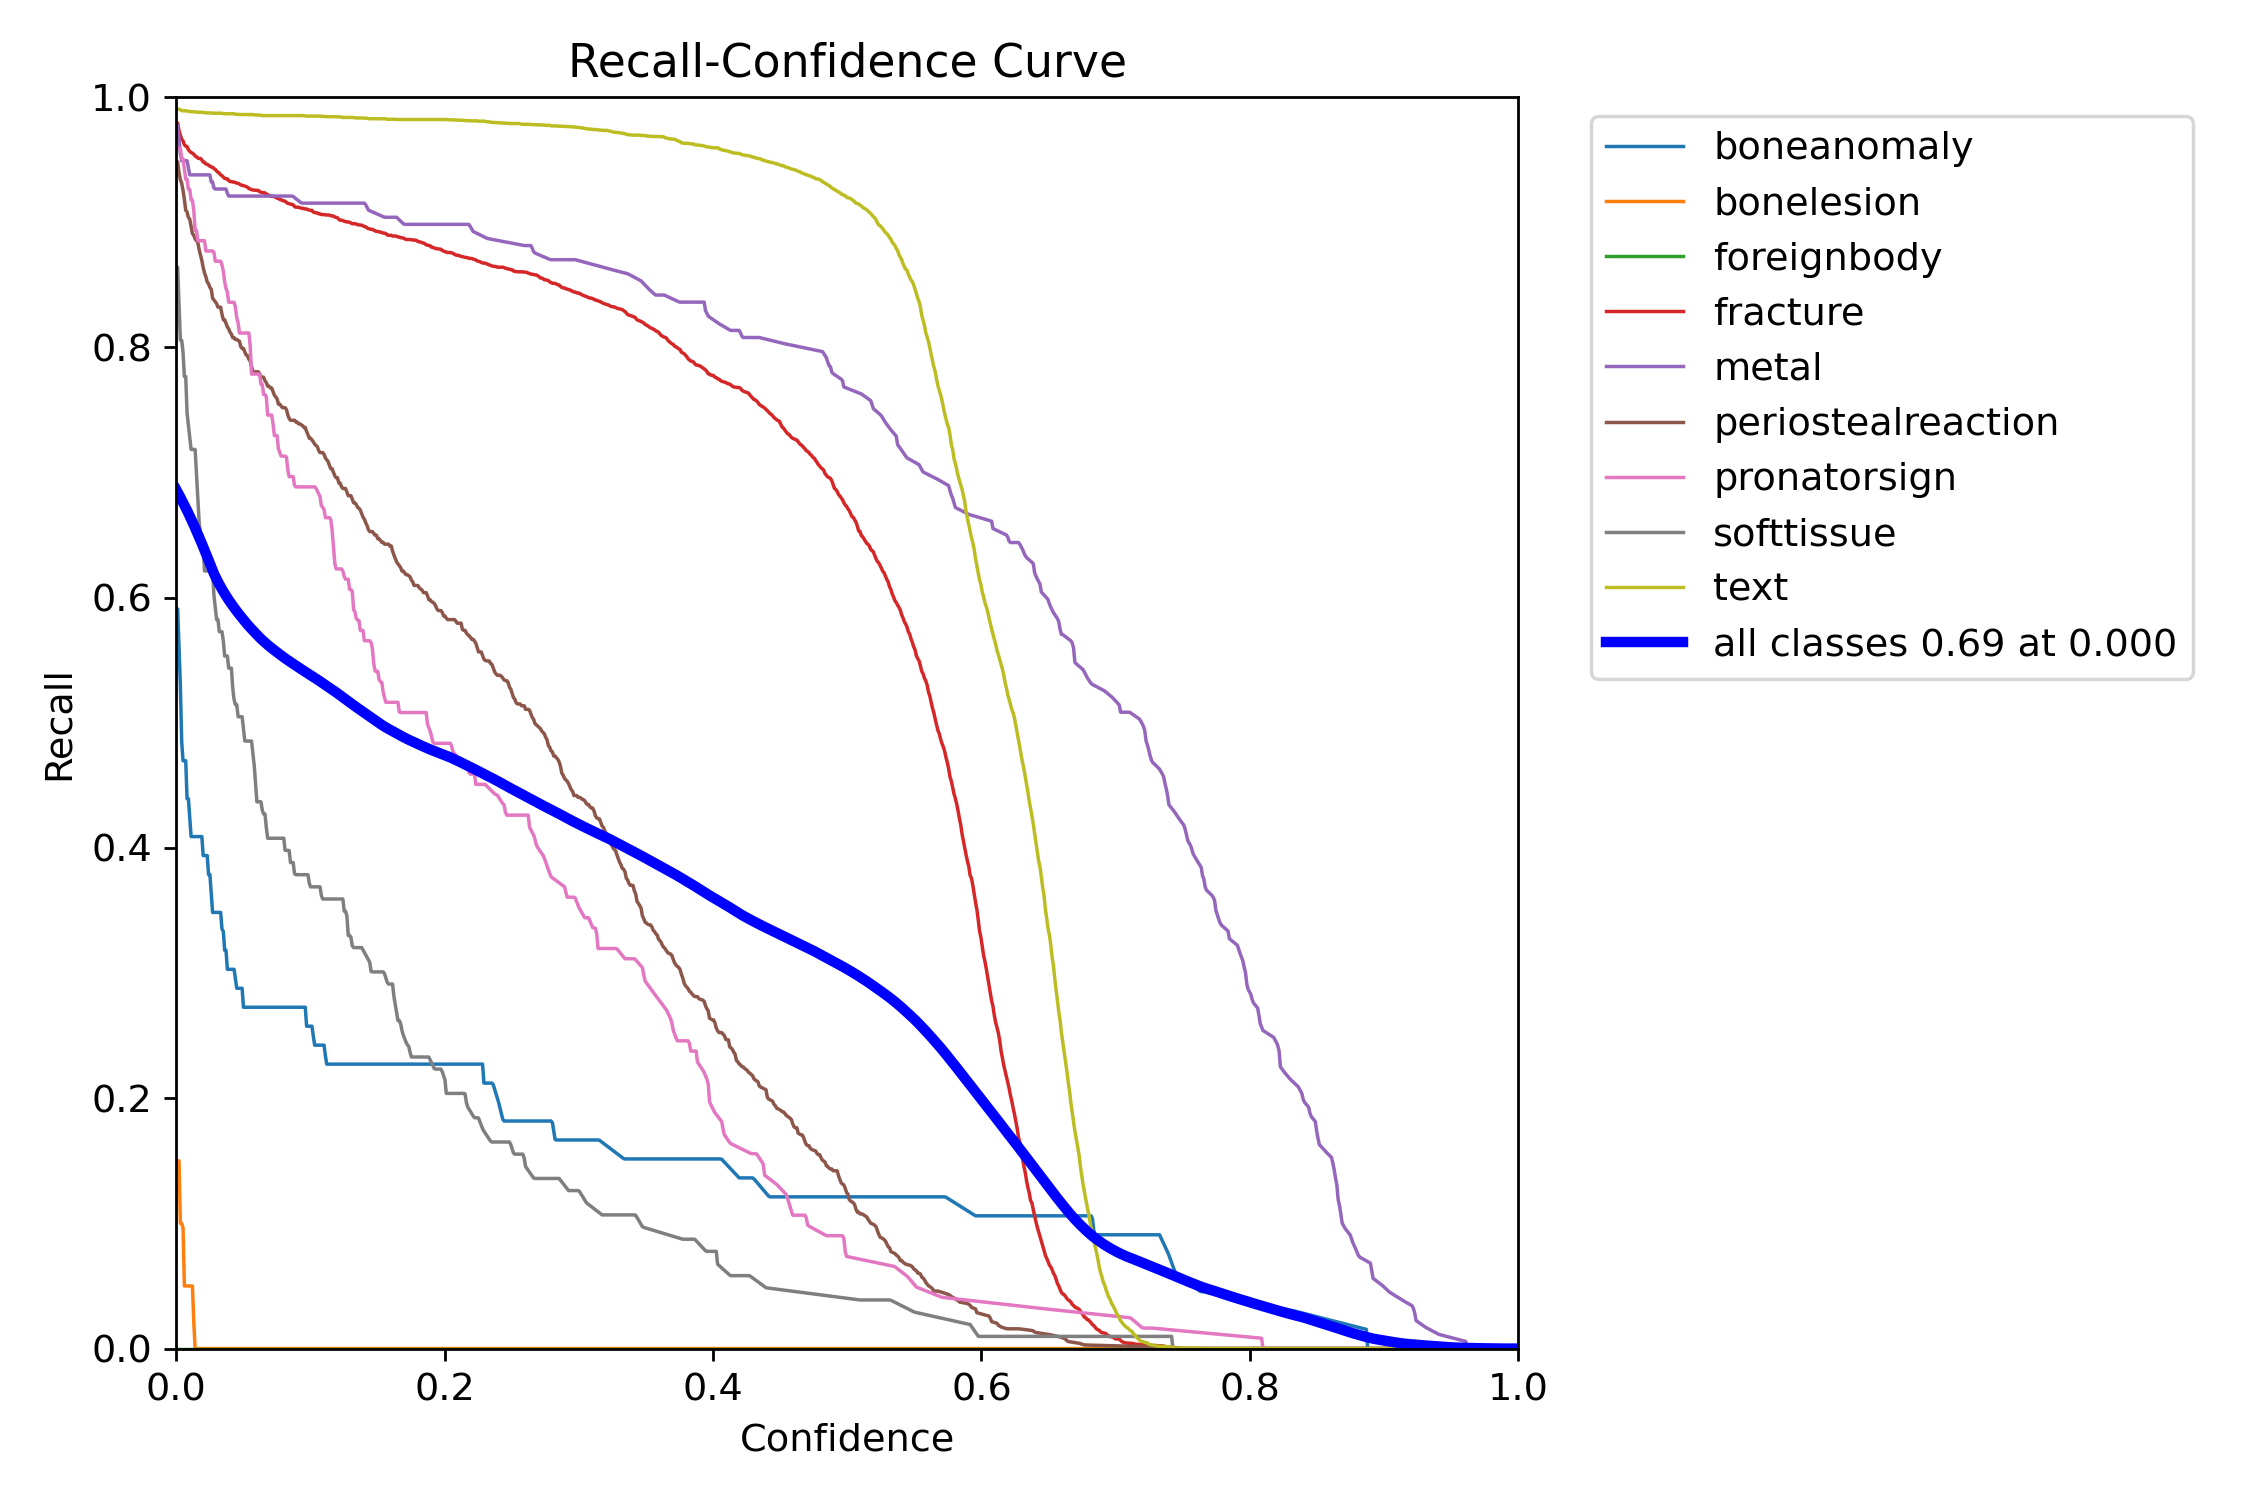 Recall-Confidence Curve
1.0
0.8
0.6
0.4
0.2
0.0
Recall
0.0 0.2 0.4 0.6 0.8 1.0
Confidence
boneanomaly
bonelesion
foreignbody
fracture
metal
periostealreaction
pronatorsign
softtissue
text
all classes 0.69 at 0.000